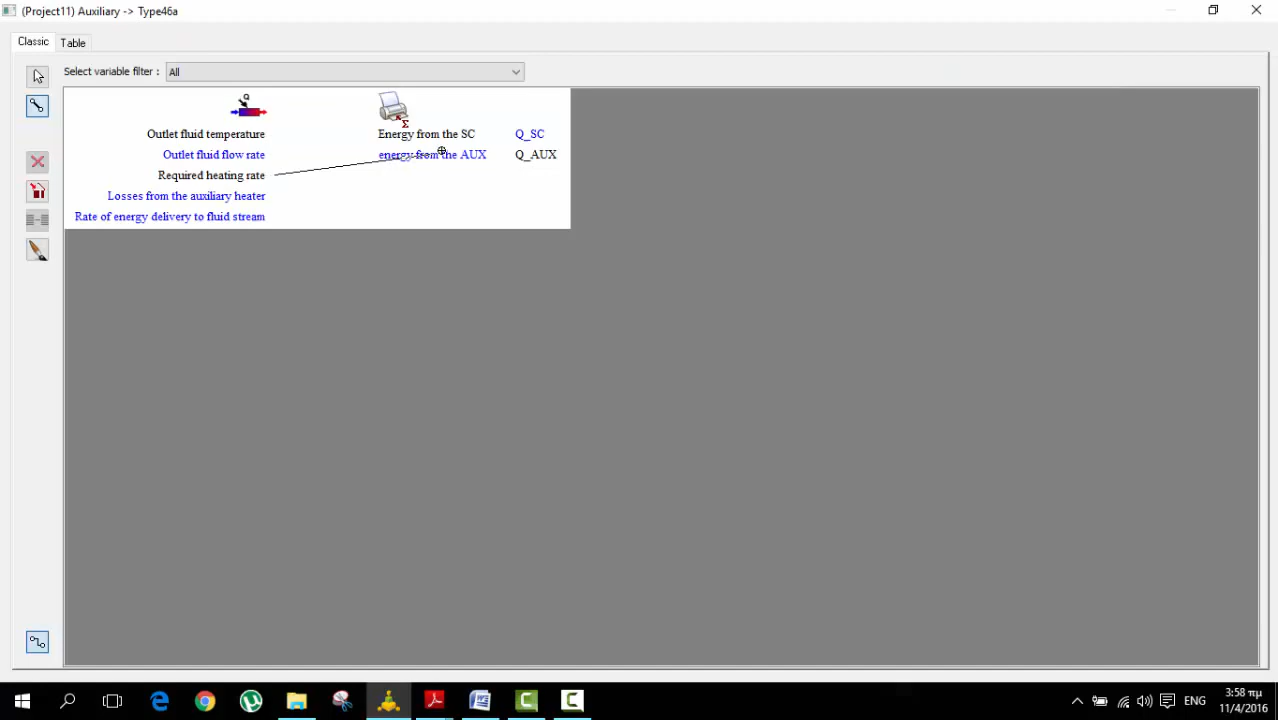 (Project11) Auxiliary -> Type46a
Classic
Table
Select variable filter :
All
Q
Σ
Outlet fluid temperature
Energy from the SC
Q_SC
Outlet fluid flow rate
energy from the AUX
Q_AUX
Required heating rate
Losses from the auxiliary heater
Rate of energy delivery to fluid stream
ENG
3:58 πμ
11/4/2016